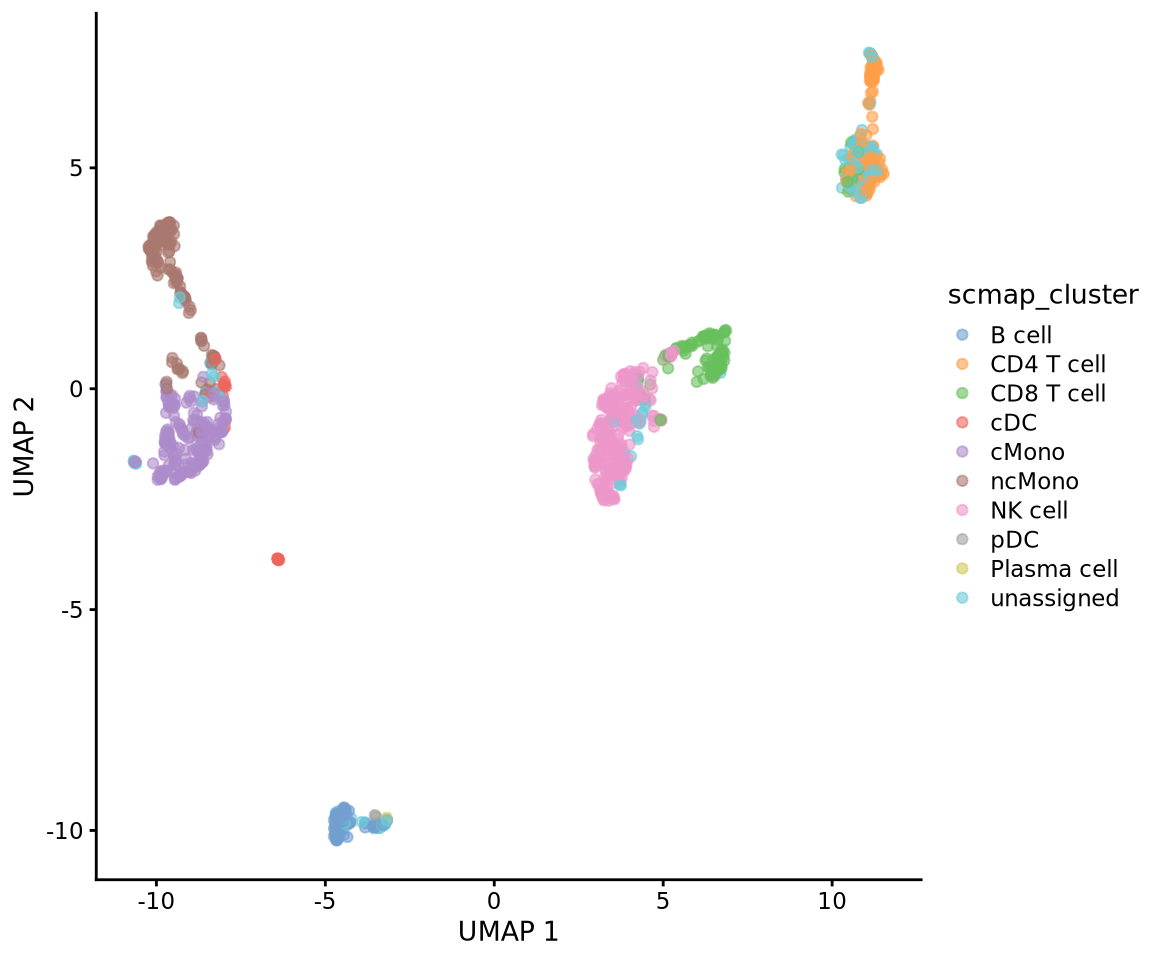 UMAP 2
5
0
-5
-10
-10
-5
0
5
10
UMAP 1
scmap_cluster
B cell
CD4 T cell
CD8 T cell
cDC
cMono
ncMono
NK cell
pDC
Plasma cell
unassigned